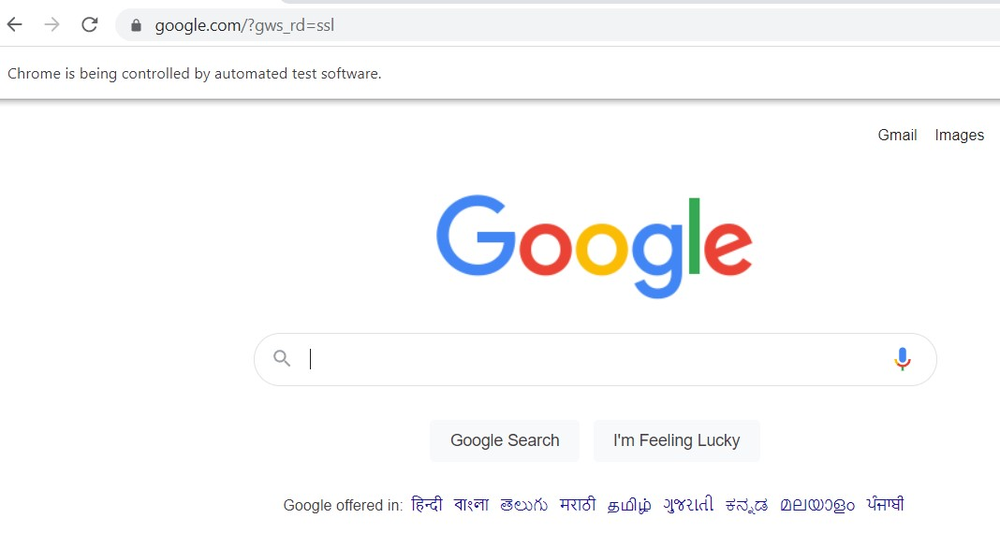 google.com/?gws_rd=ssl
Chrome is being controlled by automated test software.
Gmail Images
Google
Google Search I'm Feeling Lucky
Google offered in: हिन्दी বাংলা తెలుగు मराठी தமிழ் ગુજરાતી ಕನ್ನಡ മലയാളം ਪੰਜਾਬੀ